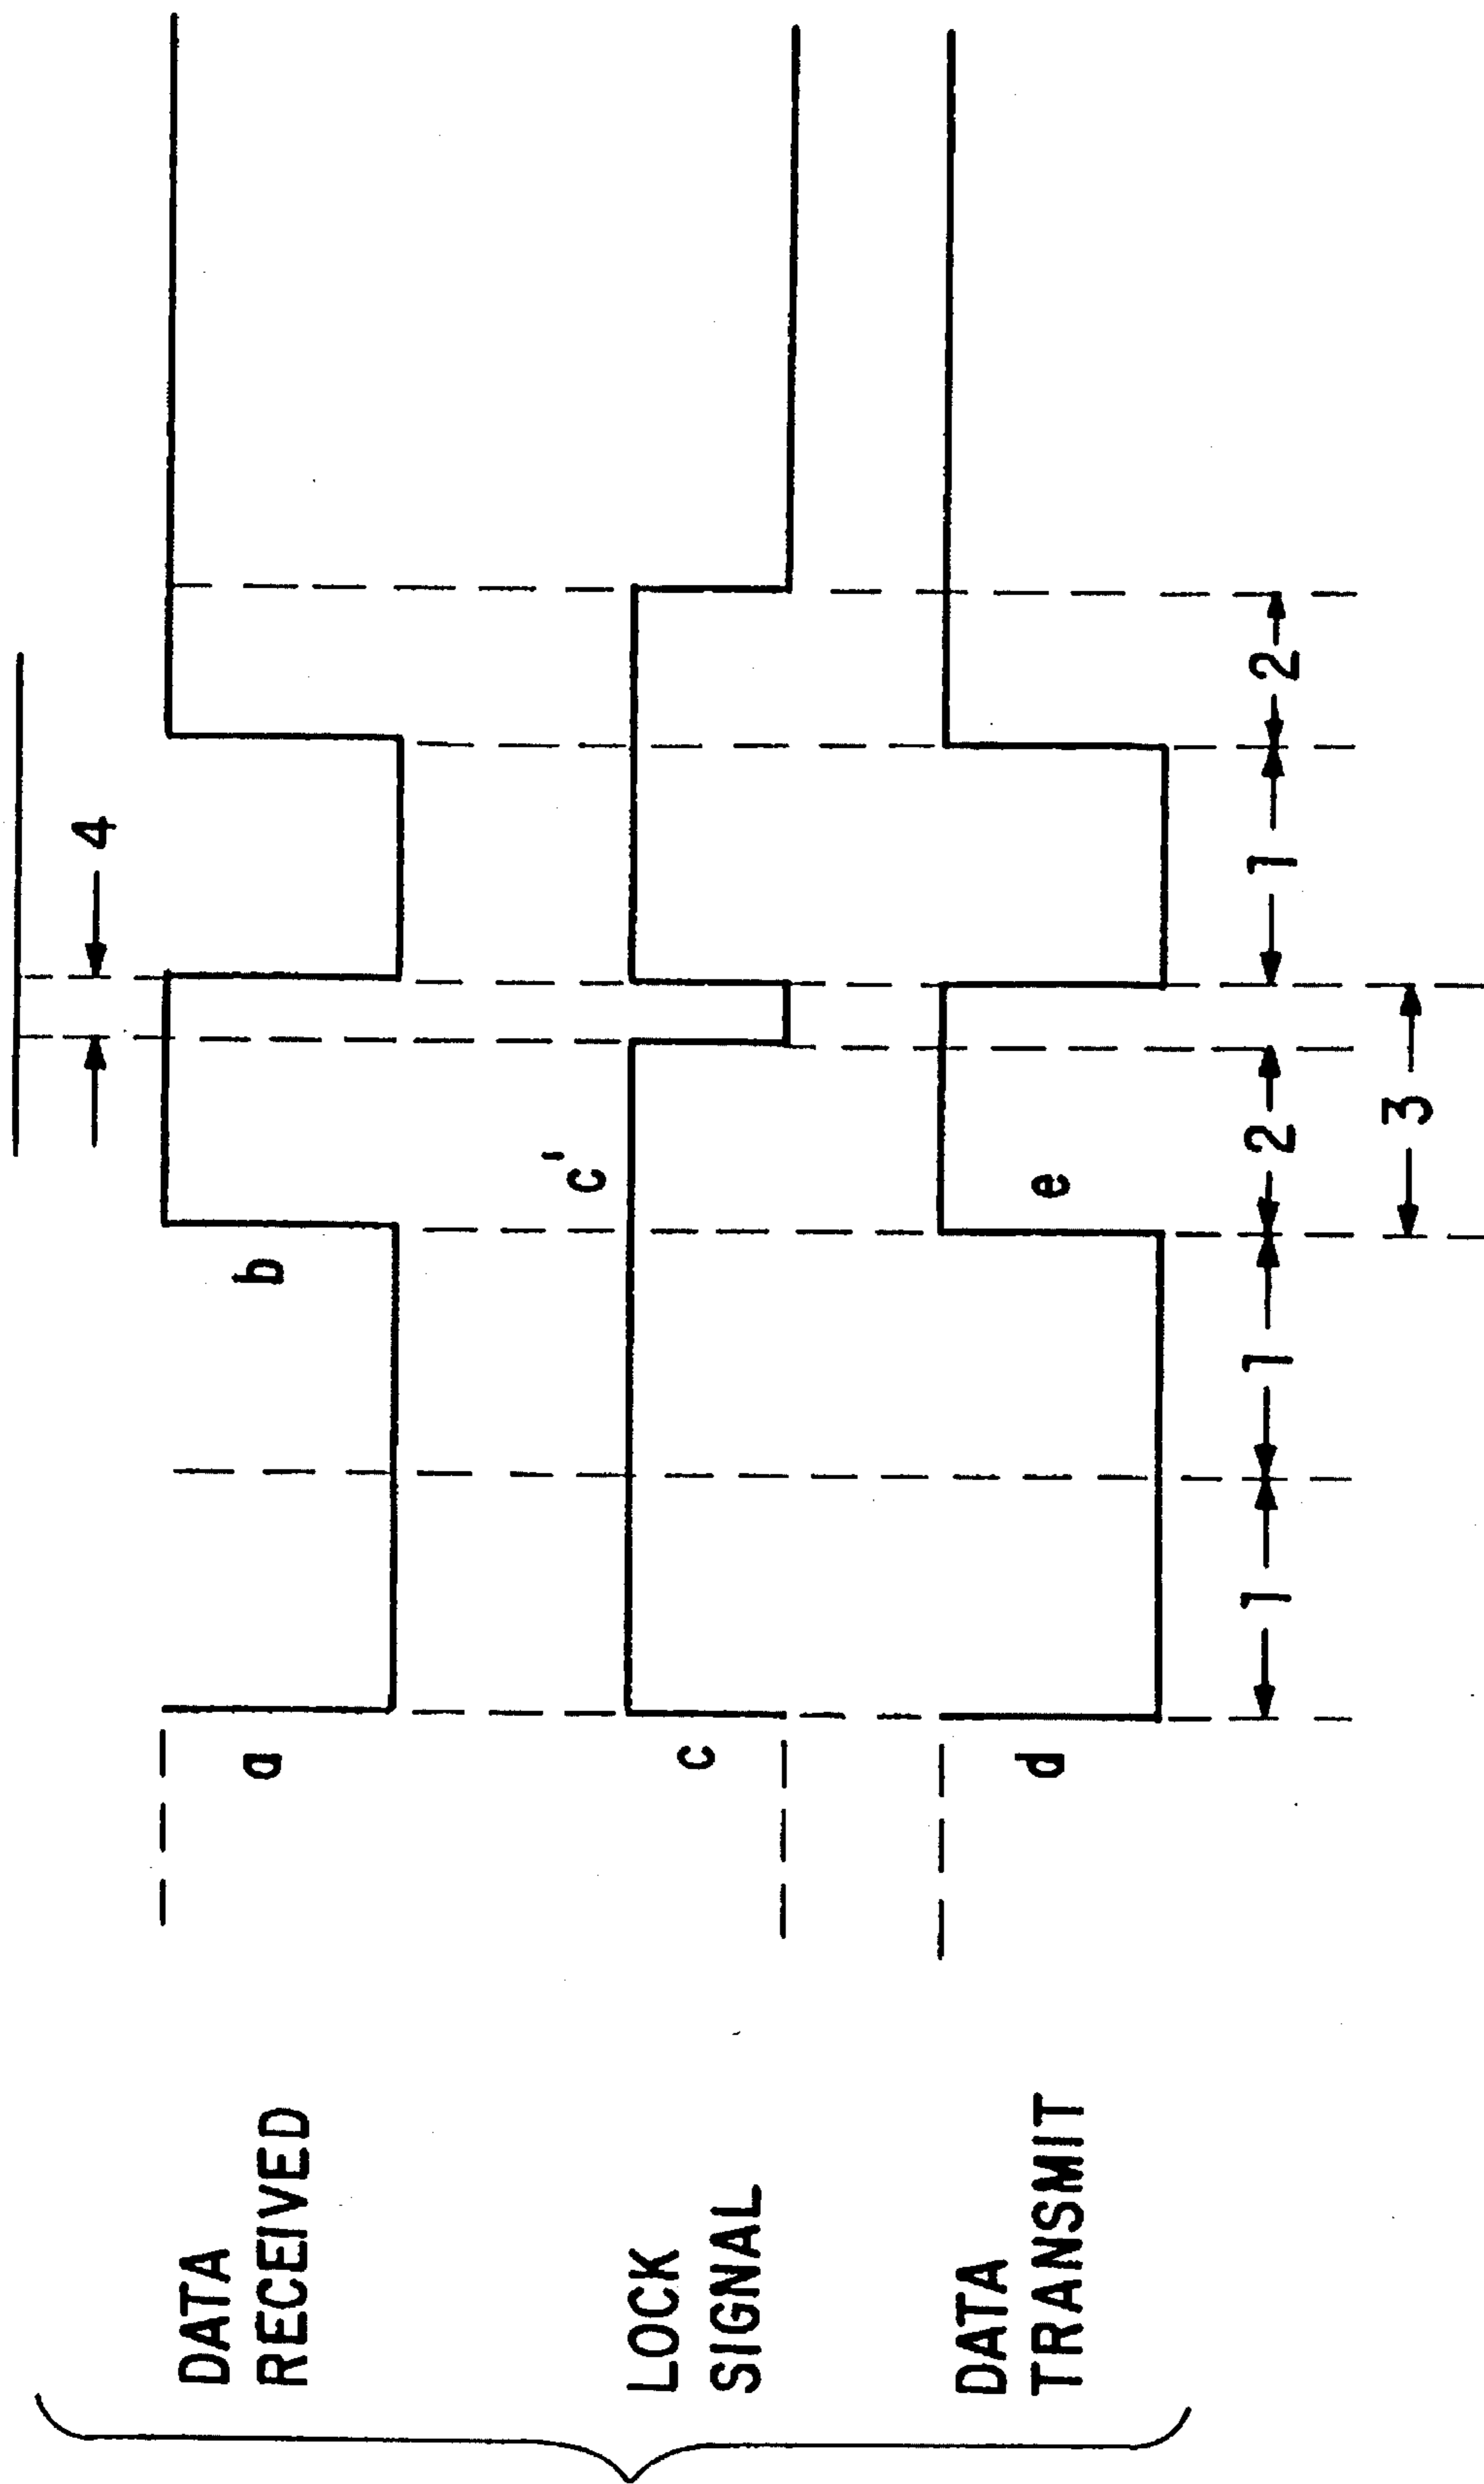 4
DATA
RECEIVED
a
b
LOCK
SIGNAL
c
c'
DATA
TRANSMIT
d
e
1 1 2 1 2
3